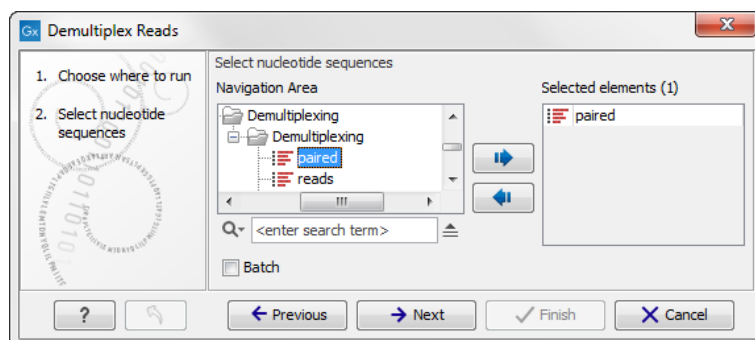 Gx Demultiplex Reads
1. Choose where to run
2. Select nucleotide
sequences
Select nucleotide sequences
Navigation Area
Demultiplexing
Demultiplexing
paired
reads
<enter search term>
Batch
Selected elements (1)
paired
?
Previous
Next
Finish
Cancel